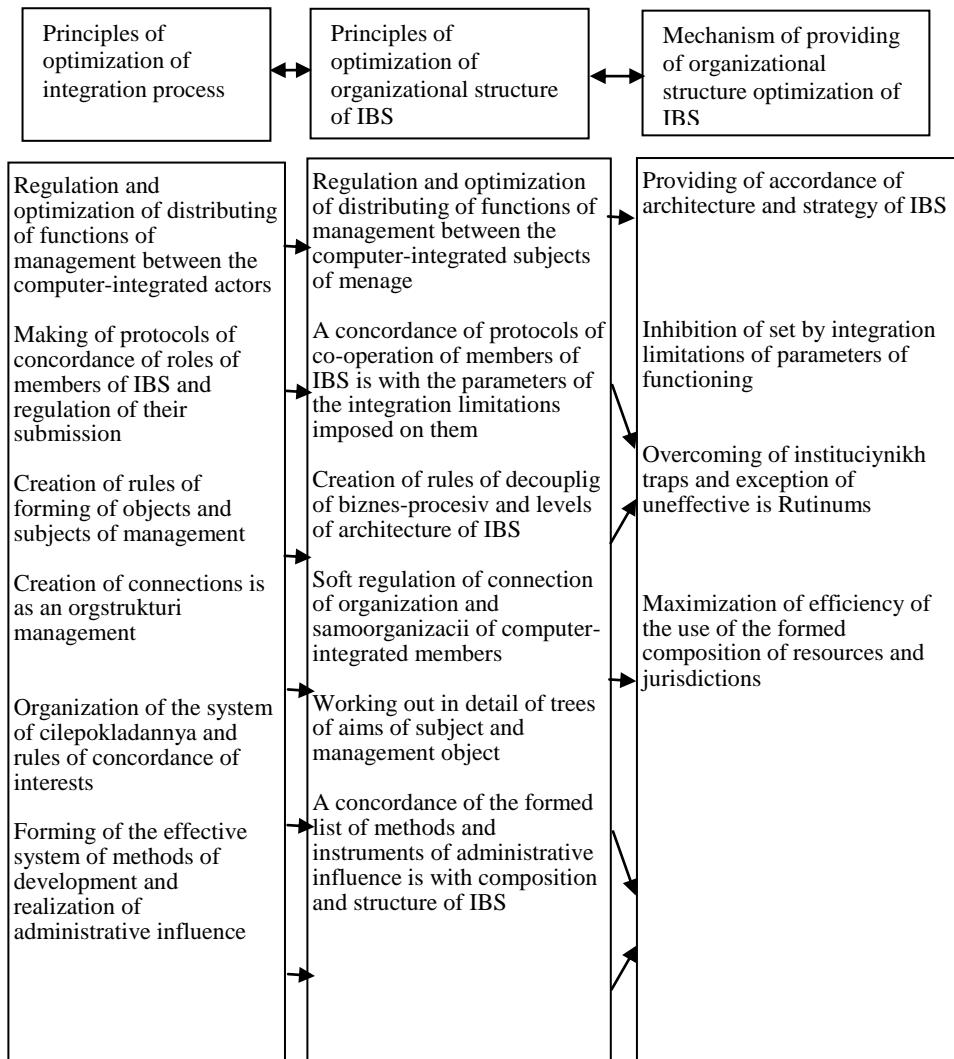 Principles of
optimization of
integration process
Principles of
optimization of
organizational structure
of IBS
Mechanism of providing
of organizational
structure optimization of
IBS
Regulation and
optimization of distributing
of functions of
management between the
computer-integrated actors
Making of protocols of
concordance of roles of
members of IBS and
regulation of their
submission
Creation of rules of
forming of objects and
subjects of management
Creation of connections is
as an orgstrukturi
management
Organization of the system
of cilepokladannya and
rules of concordance of
interests
Forming of the effective
system of methods of
development and
realization of
administrative influence
Regulation and optimization
of distributing of functions of
management between the
computer-integrated subjects
of menage
A concordance of protocols of
co-operation of members of
IBS is with the parameters of
the integration limitations
imposed on them
Creation of rules of decouplig
of biznes-procesiv and levels
of architecture of IBS
Soft regulation of connection
of organization and
samoorganizacii of computer-
integrated members
Working out in detail of trees
of aims of subject and
management object
A concordance of the formed
list of methods and
instruments of administrative
influence is with composition
and structure of IBS
Providing of accordance of
architecture and strategy of IBS
Inhibition of set by integration
limitations of parameters of
functioning
Overcoming of instituciynikh
traps and exception of
uneffective is Rutinums
Maximization of efficiency of
the use of the formed
composition of resources and
jurisdictions